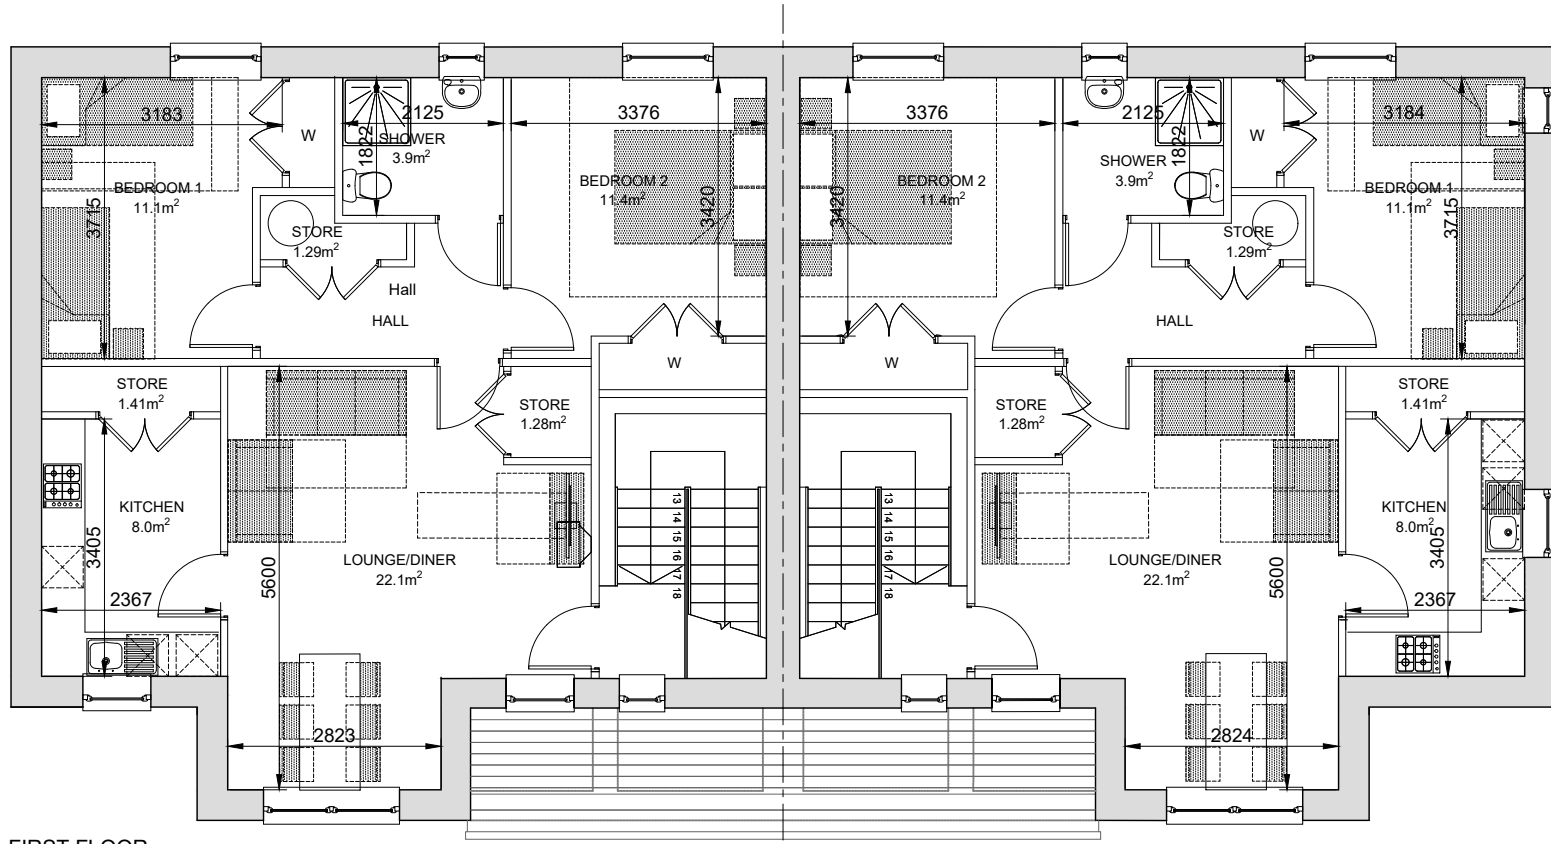 3183
W
2125
SHOWER
3.9m²
1822
3376
3376
2125
SHOWER
3.9m²
1822
W
3184
BEDROOM 1
11.1m²
3715
BEDROOM 2
11.4m²
3420
BEDROOM 2
11.4m²
3420
BEDROOM 1
11.1m²
3715
STORE
1.29m²
STORE
1.29m²
Hall
HALL
HALL
W
W
STORE
1.41m²
STORE
1.28m²
STORE
1.28m²
STORE
1.41m²
KITCHEN
8.0m²
3405
2367
LOUNGE/DINER
22.1m²
5600
13
14
15
16
17
18
13
14
15
16
17
18
LOUNGE/DINER
22.1m²
5600
KITCHEN
8.0m²
3405
2367
2823
2824
FIRST FLOOR